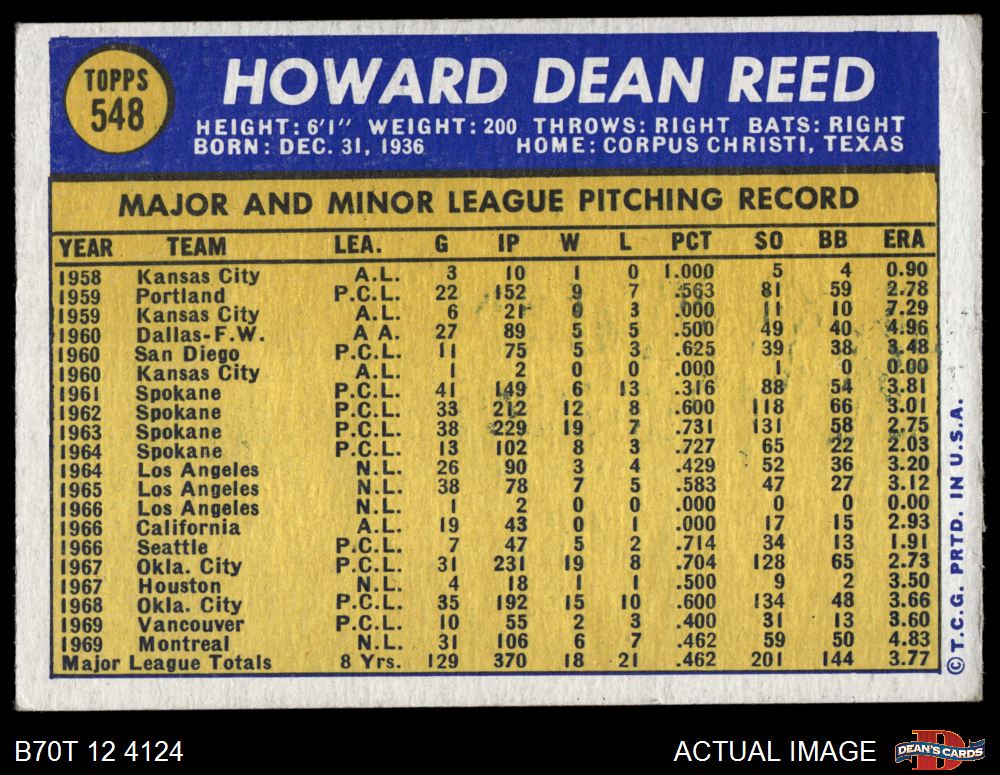 TOPPS
548
HOWARD DEAN REED
HEIGHT: 6'1" WEIGHT: 200 THROWS: RIGHT BATS: RIGHT
BORN: DEC. 31, 1936 HOME: CORPUS CHRISTI, TEXAS
MAJOR AND MINOR LEAGUE PITCHING RECORD
YEAR TEAM LEA. G IP W L PCT SO BB ERA
1958 Kansas City A.L. 3 10 1 0 1.000 5 4 0.90
1959 Portland P.C.L. 22 152 9 7 .563 81 59 2.78
1959 Kansas City A.L. 6 21 0 3 .000 11 10 7.29
1960 Dallas-F.W. A A. 27 89 5 5 .500 49 40 4.96
1960 San Diego P.C.L. 11 75 5 3 .625 39 38 3.48
1960 Kansas City A.L. 1 2 0 0 .000 1 0 0.00
1961 Spokane P.C.L. 41 149 6 13 .316 88 54 3.81
1962 Spokane P.C.L. 33 212 12 8 .600 118 66 3.01
1963 Spokane P.C.L. 38 229 19 7 .731 131 58 2.75
1964 Spokane P.C.L. 13 102 8 3 .727 65 22 2.03
1964 Los Angeles N.L. 26 90 3 4 .429 52 36 3.20
1965 Los Angeles N.L. 38 78 7 5 .583 47 27 3.12
1966 Los Angeles N.L. 1 2 0 0 .000 0 0 0.00
1966 California A.L. 19 43 0 1 .000 17 15 2.93
1966 Seattle P.C.L. 7 47 5 2 .714 34 13 1.91
1967 Okla. City P.C.L. 31 231 19 8 .704 128 65 2.73
1967 Houston N.L. 4 18 1 1 .500 9 2 3.50
1968 Okla. City P.C.L. 35 192 15 10 .600 134 48 3.66
1969 Vancouver P.C.L. 10 55 2 3 .400 31 13 3.60
1969 Montreal N.L. 31 106 6 7 .462 59 50 4.83
Major League Totals 8 Yrs. 129 370 18 21 .462 201 144 3.77
© T.C.G. PRTD. IN U.S.A.
B70T 12 4124
ACTUAL IMAGE
DEAN'S CARDS